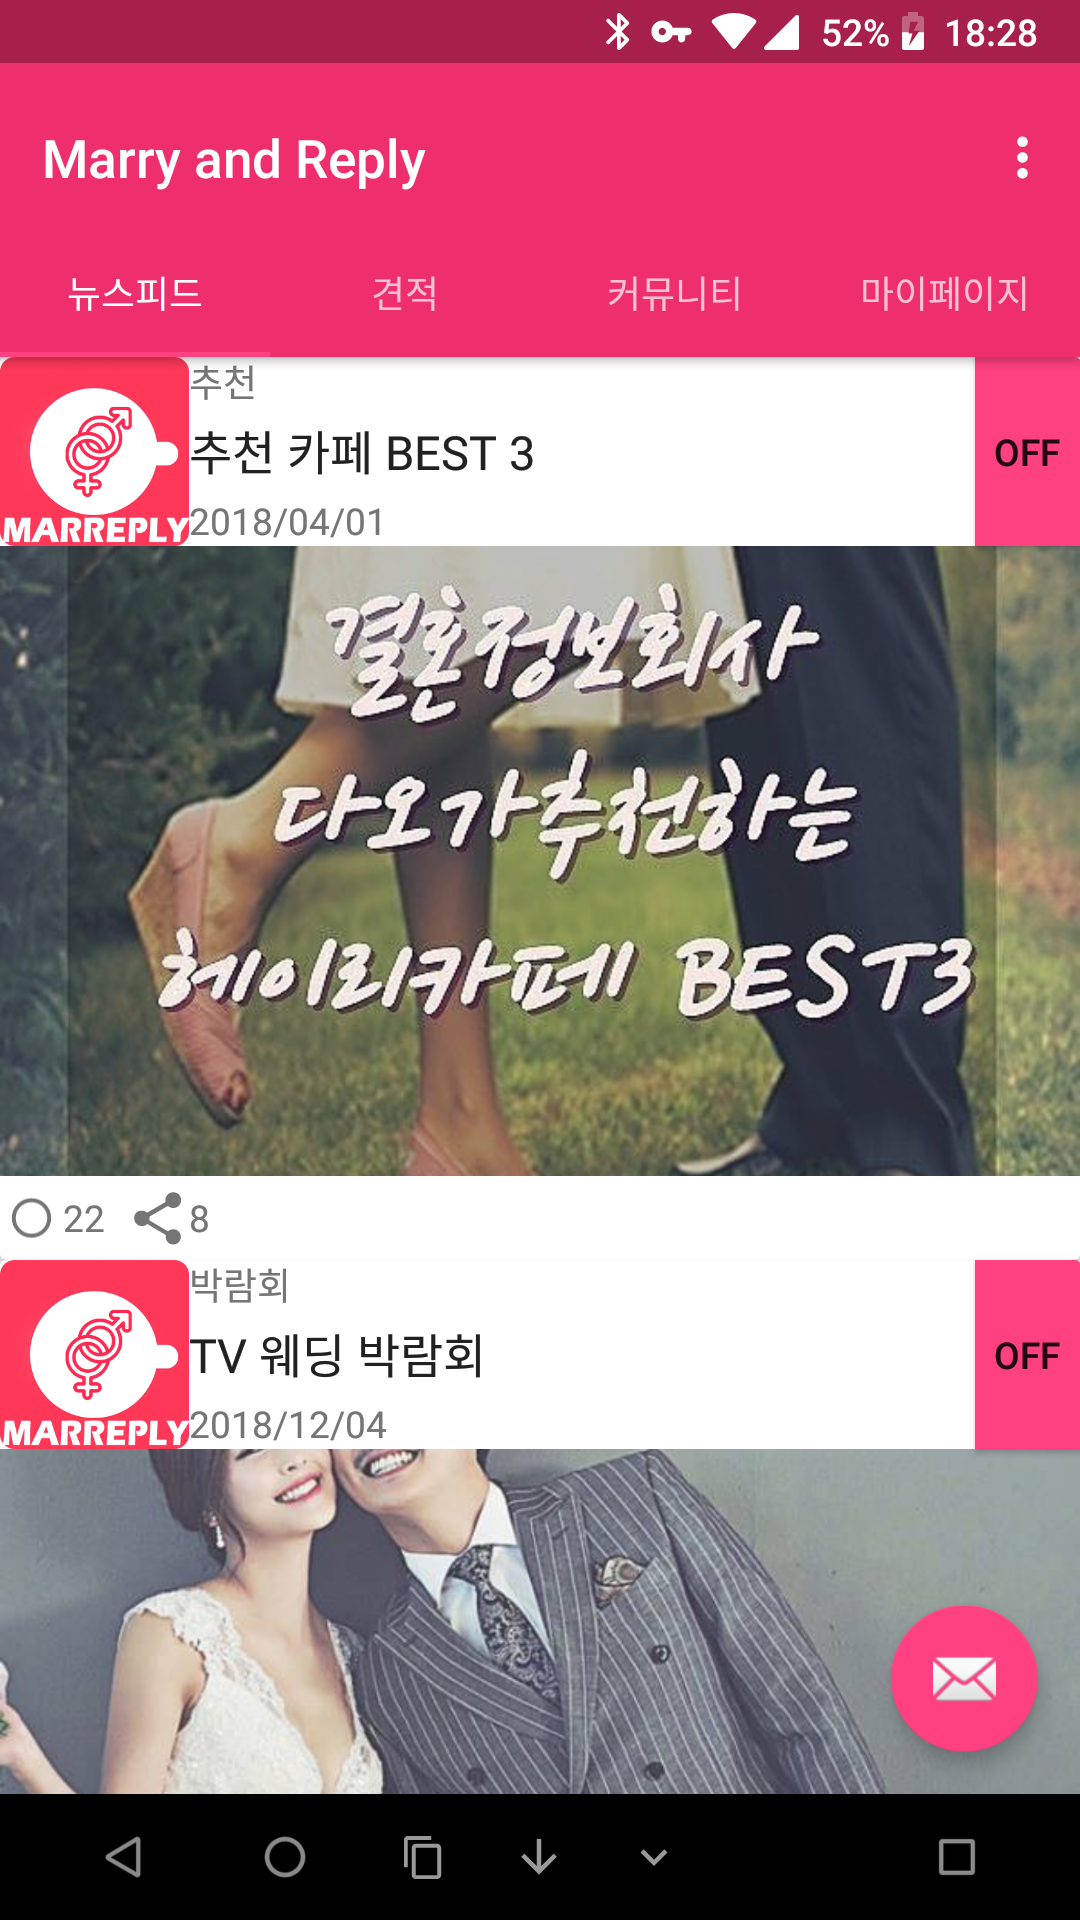 52% 18:28
Marry and Reply
뉴스피드 견적 커뮤니티 마이페이지
추천
추천 카페 BEST 3
2018/04/01
MARREPLY
OFF
결혼정보회사
다오가추천하는
헤이리카페 BEST3
22 8
박람회
TV 웨딩 박람회
2018/12/04
MARREPLY
OFF